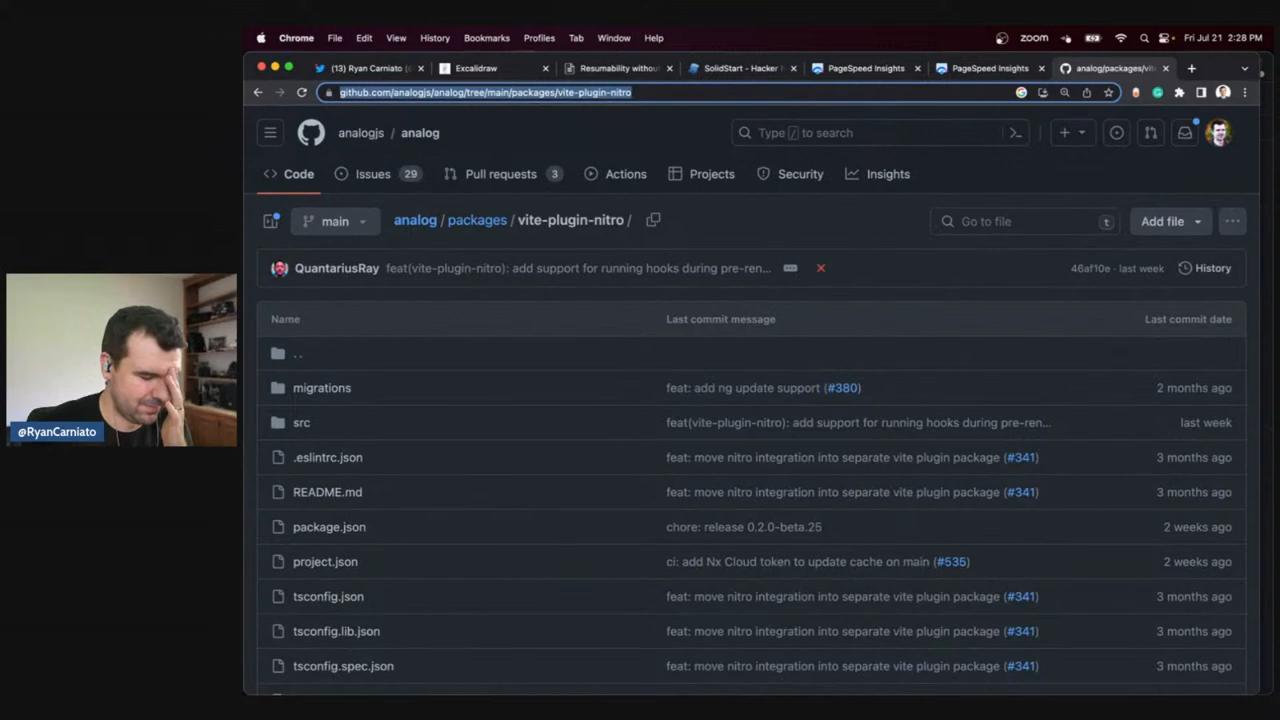 Chrome File Edit View History Bookmarks Profiles Tab Window Help zoom Fri Jul 21 2:28 PM
(13) Ryan Carniato (@ Excalidraw Resumability withou SolidStart - Hacker PageSpeed Insights PageSpeed Insights analog/packages/vit
github.com/analogjs/analog/tree/main/packages/vite-plugin-nitro
analogjs / analog Type / to search
Code Issues 29 Pull requests 3 Actions Projects Security Insights
main analog / packages / vite-plugin-nitro / Go to file t Add file
QuantariusRay feat(vite-plugin-nitro): add support for running hooks during pre-ren... 46af10e · last week History
Name Last commit message Last commit date
..
migrations feat: add ng update support (#380) 2 months ago
src feat(vite-plugin-nitro): add support for running hooks during pre-ren... last week
.eslintrc.json feat: move nitro integration into separate vite plugin package (#341) 3 months ago
README.md feat: move nitro integration into separate vite plugin package (#341) 3 months ago
package.json chore: release 0.2.0-beta.25 2 weeks ago
project.json ci: add Nx Cloud token to update cache on main (#535) 2 weeks ago
tsconfig.json feat: move nitro integration into separate vite plugin package (#341) 3 months ago
tsconfig.lib.json feat: move nitro integration into separate vite plugin package (#341) 3 months ago
tsconfig.spec.json feat: move nitro integration into separate vite plugin package (#341) 3 months ago
@RyanCarniato